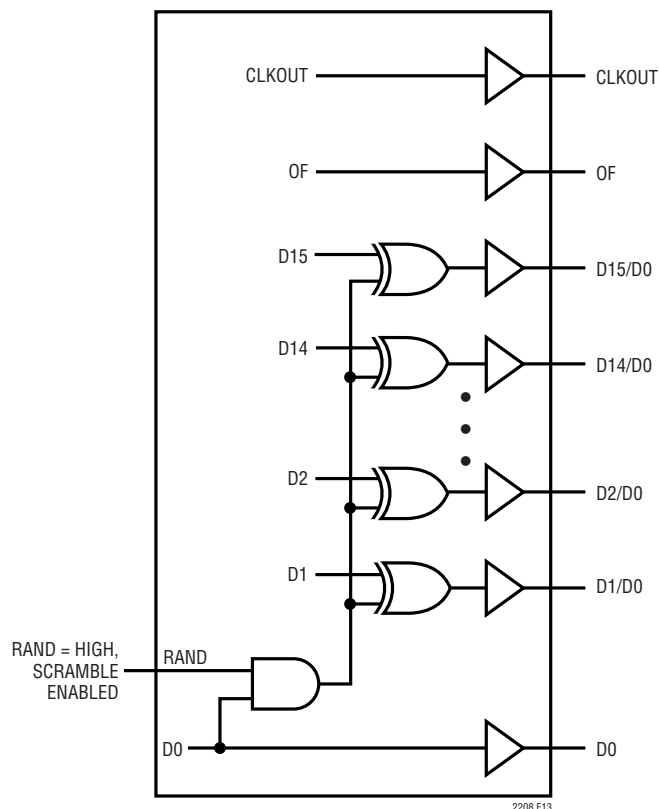 CLKOUT
CLKOUT
OF
OF
D15
D15/D0
D14
D14/D0
D2
D2/D0
D1
D1/D0
RAND = HIGH,
SCRAMBLE
ENABLED
RAND
D0
D0
2208 F13